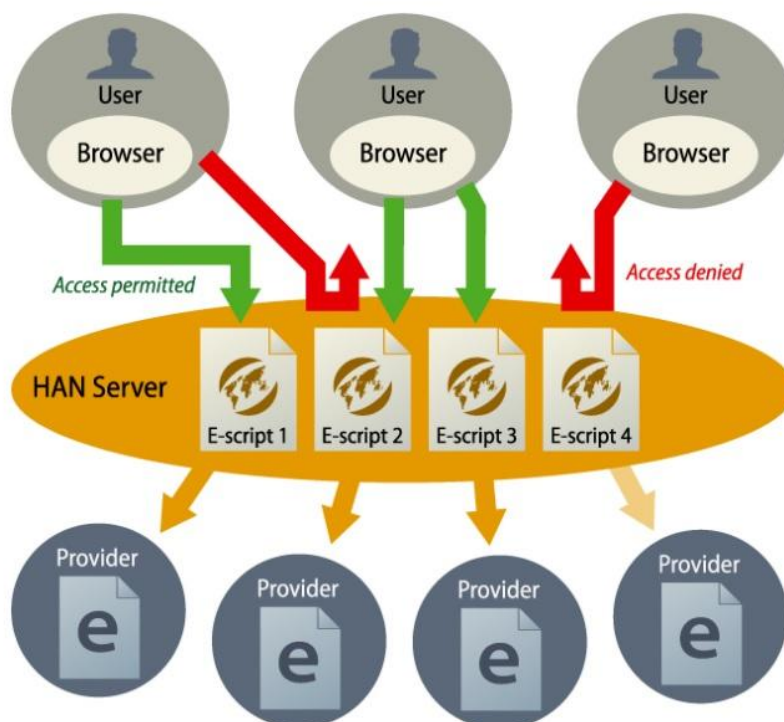 User
Browser
User
Browser
User
Browser
Access permitted
Access denied
HAN Server
E-script 1
E-script 2
E-script 3
E-script 4
Provider
e
Provider
e
Provider
e
Provider
e